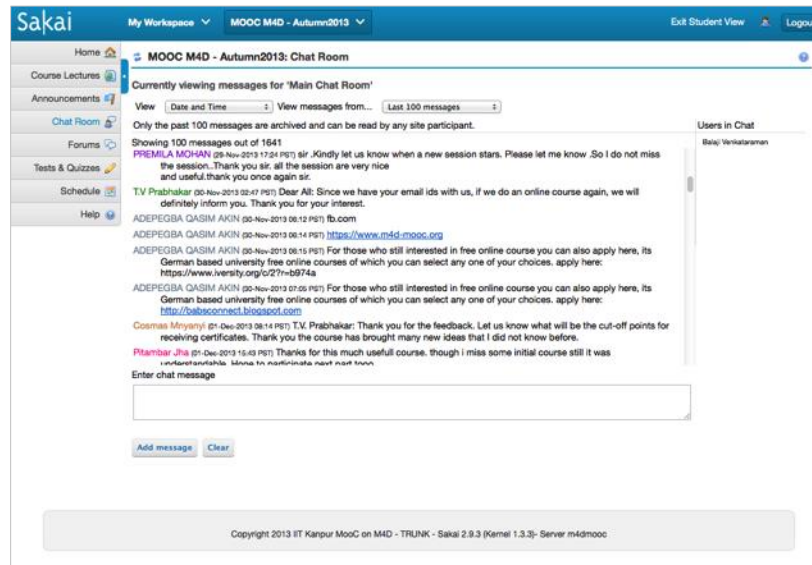 Sakai
My Workspace
MOOC M4D - Autumn2013
Exit Student View
Logou
Home
Course Lectures
Announcements
Chat Room
Forums
Tests & Quizzes
Schedule
Help
MOOC M4D - Autumn2013: Chat Room
Currently viewing messages for 'Main Chat Room'
View Date and Time View messages from... Last 100 messages
Only the past 100 messages are archived and can be read by any site participant.
Showing 100 messages out of 1641
PREMILA MOHAN (29-Nov-2013 17:24 PST) sir .Kindly let us know when a new session stars. Please let me know .So I do not miss
the session..Thank you sir. all the session are very nice
and useful.thank you once again sir.
T.V Prabhakar (30-Nov-2013 02:47 PST) Dear All: Since we have your email ids with us, if we do an online course again, we will
definitely inform you. Thank you for your interest.
ADEPEGBA QASIM AKIN (30-Nov-2013 06:12 PST) fb.com
ADEPEGBA QASIM AKIN (30-Nov-2013 06:14 PST) https://www.m4d-mooc.org
ADEPEGBA QASIM AKIN (30-Nov-2013 06:15 PST) For those who still interested in free online course you can also apply here, its
German based university free online courses of which you can select any one of your choices. apply here:
https://www.iversity.org/c/2?r=b974a
ADEPEGBA QASIM AKIN (30-Nov-2013 07:05 PST) For those who still interested in free online course you can also apply here, its
German based university free online courses of which you can select any one of your choices. apply here:
http://babsconnect.blogspot.com
Cosmas Mnyanyi (01-Dec-2013 08:14 PST) T.V. Prabhakar: Thank you for the feedback. Let us know what will be the cut-off points for
receiving certificates. Thank you the course has brought many new ideas that I did not know before.
Pitambar Jha (01-Dec-2013 15:43 PST) Thanks for this much usefull course. though i miss some initial course still it was
understandable. Hope to participate next part tooo
Users in Chat
Balaji Venkataraman
Enter chat message
Add message
Clear
Copyright 2013 IIT Kanpur MooC on M4D - TRUNK - Sakai 2.9.3 (Kernel 1.3.3)- Server m4dmooc